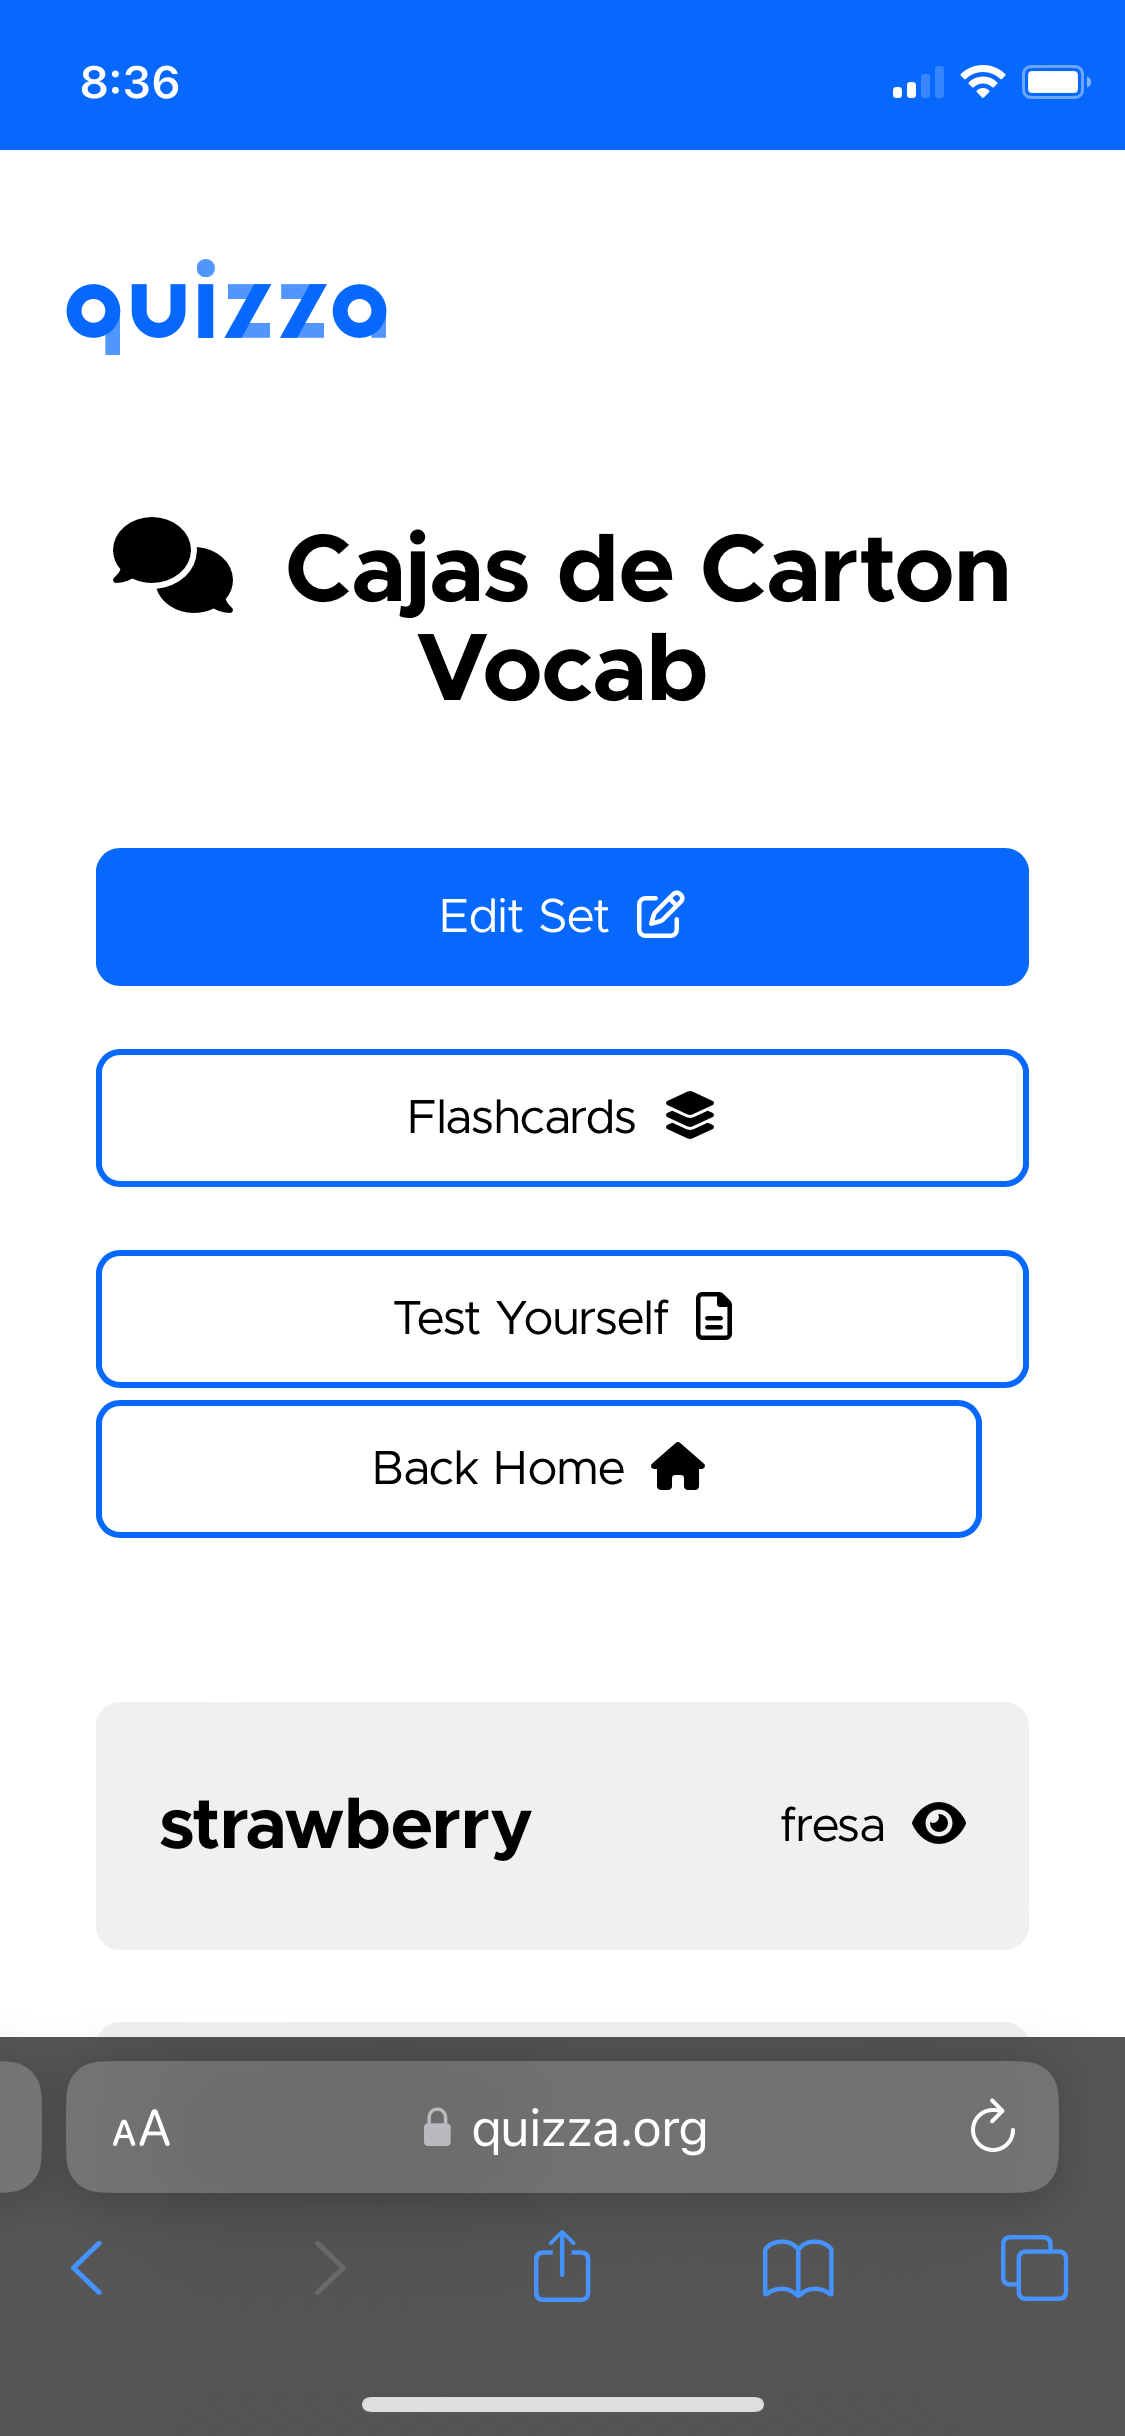 8:36
quizza
Cajas de Carton
Vocab
Edit Set
Flashcards
Test Yourself
Back Home
strawberry fresa
AA quizza.org